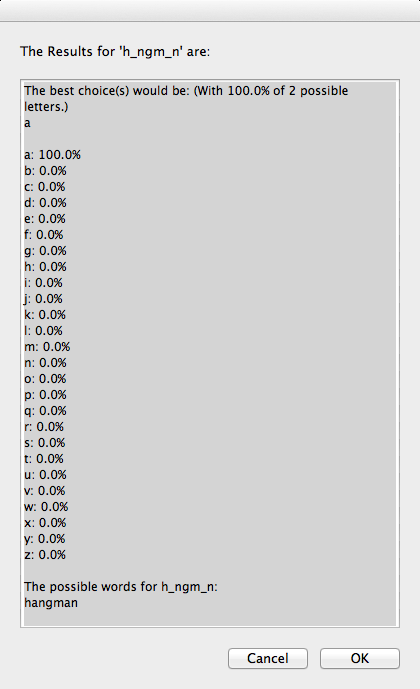 The Results for 'h_ngm_n' are:
The best choice(s) would be: (With 100.0% of 2 possible
letters.)
a
a: 100.0%
b: 0.0%
c: 0.0%
d: 0.0%
e: 0.0%
f: 0.0%
g: 0.0%
h: 0.0%
i: 0.0%
j: 0.0%
k: 0.0%
l: 0.0%
m: 0.0%
n: 0.0%
o: 0.0%
p: 0.0%
q: 0.0%
r: 0.0%
s: 0.0%
t: 0.0%
u: 0.0%
v: 0.0%
w: 0.0%
x: 0.0%
y: 0.0%
z: 0.0%
The possible words for h_ngm_n:
hangman
Cancel OK